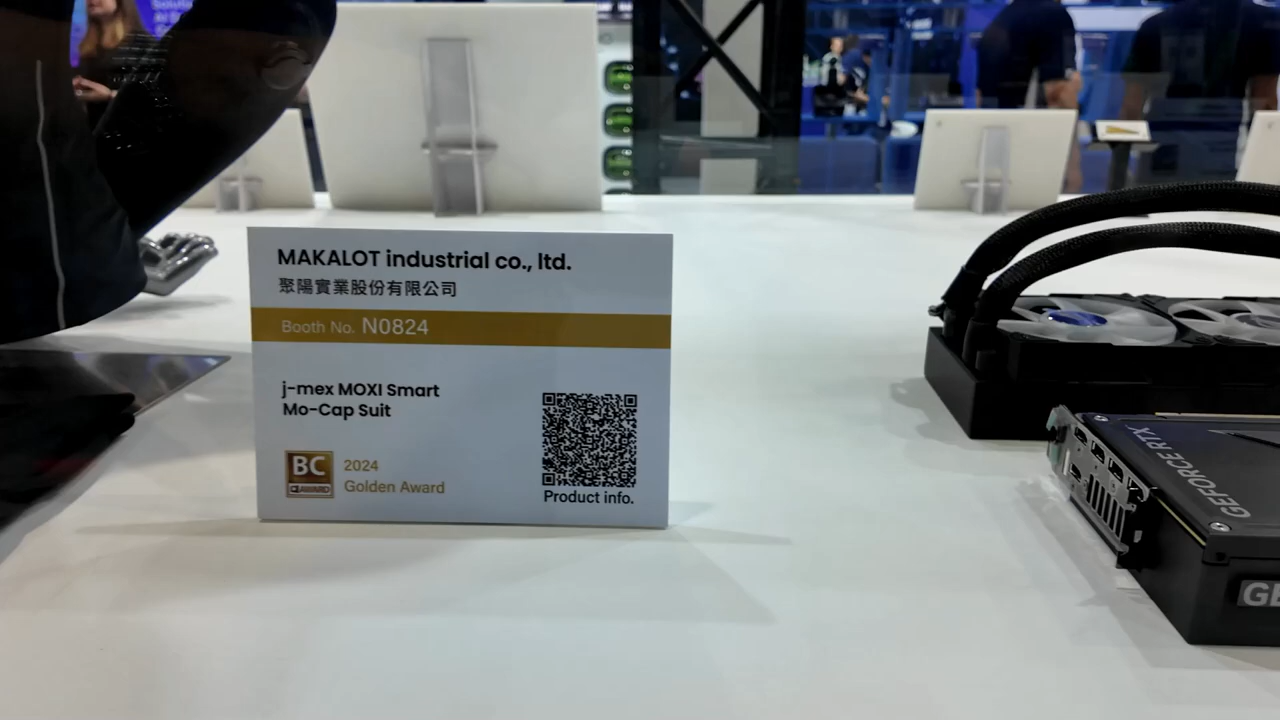 MAKALOT industrial co., ltd.
聚陽實業股份有限公司
Booth No. N0824
j-mex MOXI Smart
Mo-Cap Suit
BC
AWARD
2024
Golden Award
Product info.
GEFORCE RTX